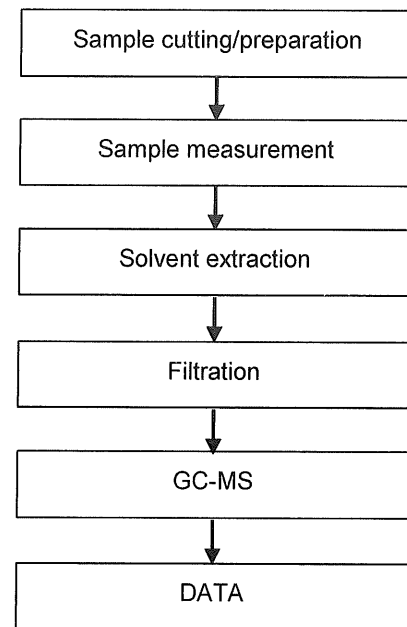 Sample cutting/preparation
Sample measurement
Solvent extraction
Filtration
GC-MS
DATA